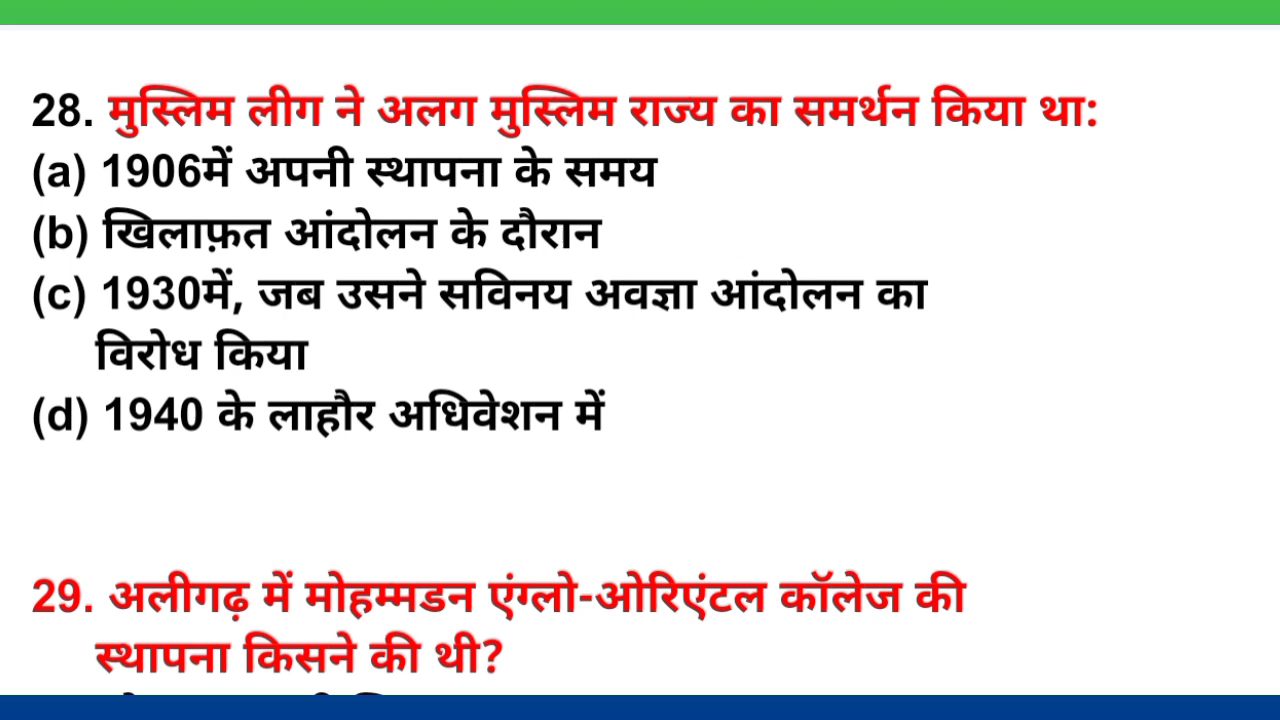 28. मुस्लिम लीग ने अलग मुस्लिम राज्य का समर्थन किया था:
(a) 1906में अपनी स्थापना के समय
(b) खिलाफ़त आंदोलन के दौरान
(c) 1930में, जब उसने सविनय अवज्ञा आंदोलन का
विरोध किया
(d) 1940 के लाहौर अधिवेशन में
29. अलीगढ़ में मोहम्मडन एंग्लो-ओरिएंटल कॉलेज की
स्थापना किसने की थी?